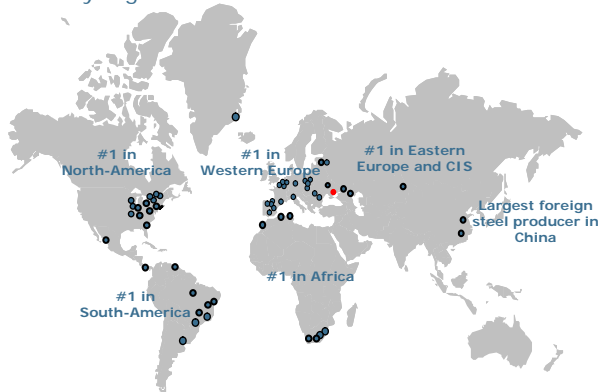 #1 in
North-America
#1 in
Western Europe
#1 in Eastern
Europe and CIS
Largest foreign
steel producer in
China
#1 in Africa
#1 in
South-America